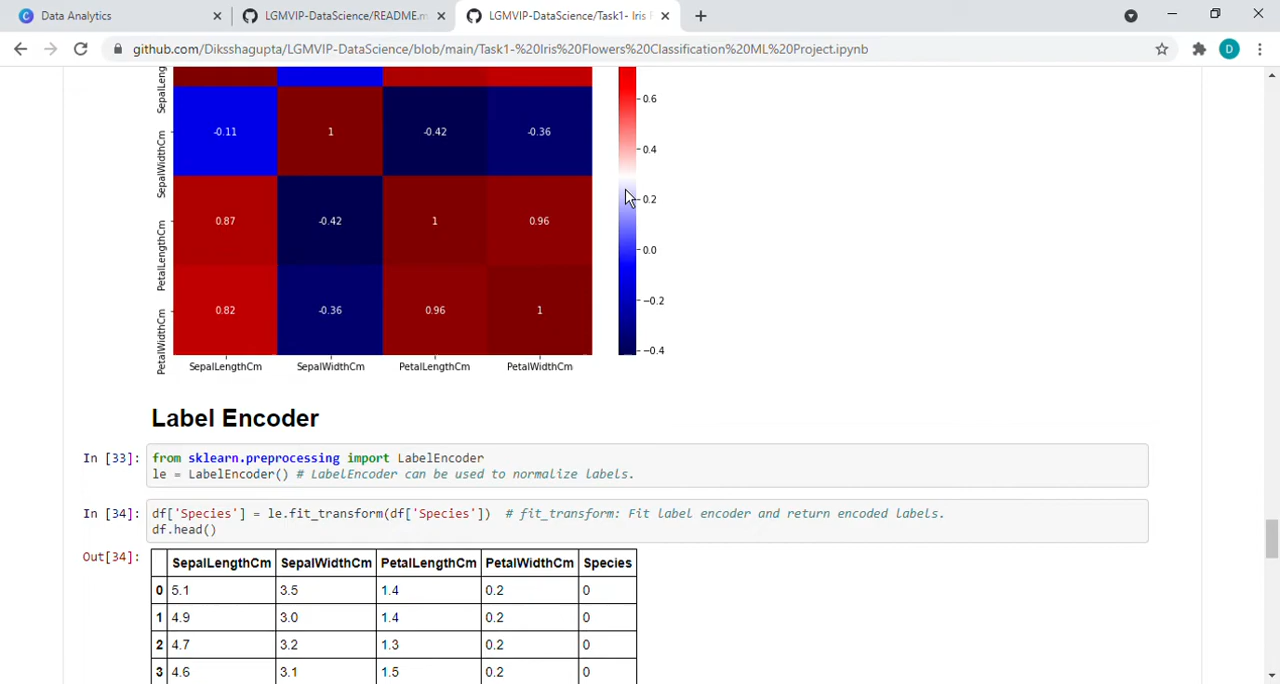 Data Analytics
LGMVIP-DataScience/README.m
LGMVIP-DataScience/Task1- Iris F
github.com/Diksshagupta/LGMVIP-DataScience/blob/main/Task1-%20Iris%20Flowers%20Classification%20ML%20Project.ipynb
D
SepalLeng
0.6
SepalWidthCm
-0.11 1 -0.42 -0.36
0.4
0.2
PetalLengthCm
0.87 -0.42 1 0.96
0.0
PetalWidthCm
0.82 -0.36 0.96 1
-0.2
-0.4
SepalLengthCm SepalWidthCm PetalLengthCm PetalWidthCm
Label Encoder
In [33]: from sklearn.preprocessing import LabelEncoder
le = LabelEncoder() # LabelEncoder can be used to normalize labels.
In [34]: df['Species'] = le.fit_transform(df['Species']) # fit_transform: Fit label encoder and return encoded labels.
df.head()
Out[34]:
SepalLengthCm SepalWidthCm PetalLengthCm PetalWidthCm Species
0 5.1 3.5 1.4 0.2 0
1 4.9 3.0 1.4 0.2 0
2 4.7 3.2 1.3 0.2 0
3 4.6 3.1 1.5 0.2 0